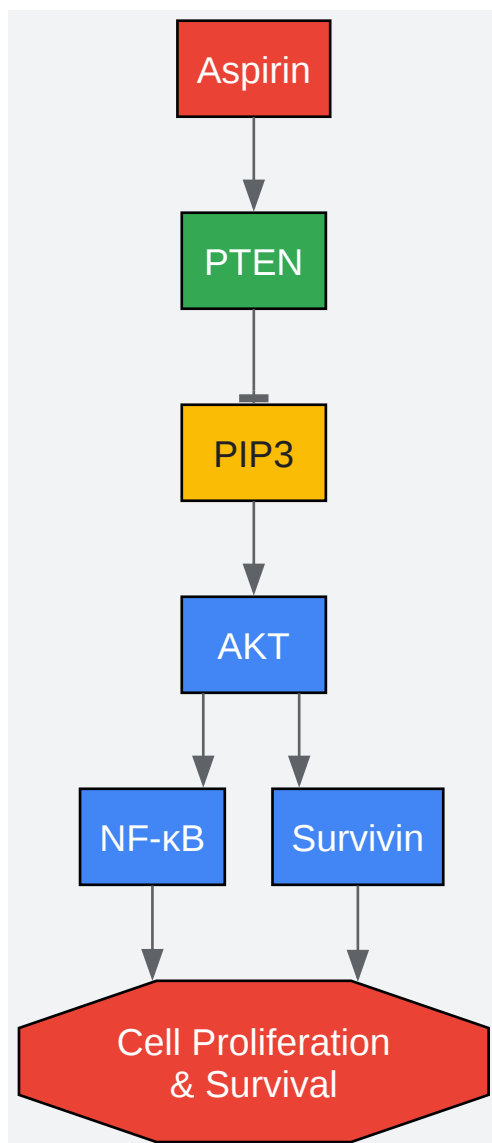 Aspirin
PTEN
PIP3
AKT
NF-κB
Survivin
Cell Proliferation
& Survival